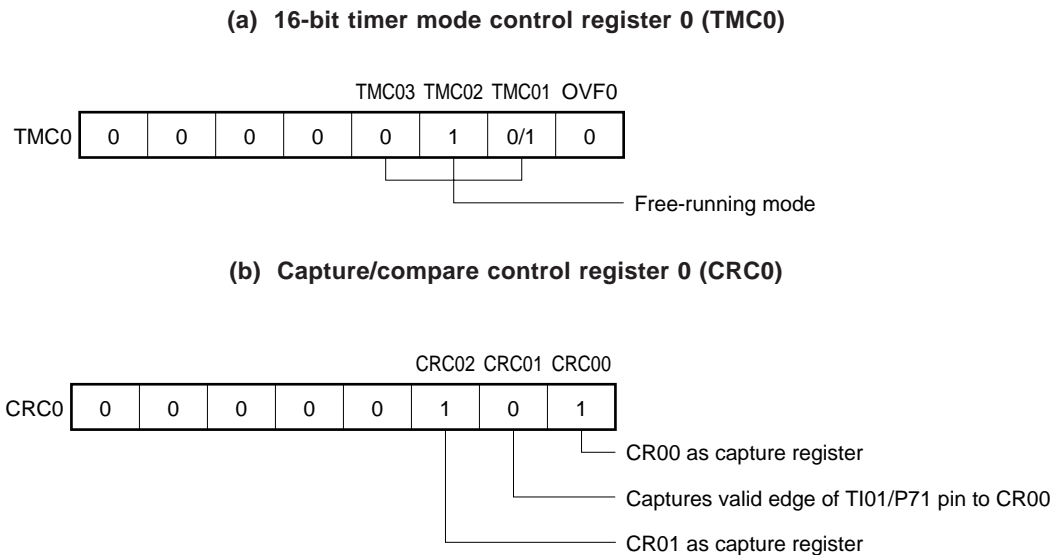 (a) 16-bit timer mode control register 0 (TMC0)
TMC03 TMC02 TMC01 OVF0
TMC0 0 0 0 0 0 1 0/1 0
Free-running mode
(b) Capture/compare control register 0 (CRC0)
CRC02 CRC01 CRC00
CRC0 0 0 0 0 0 1 0 1
CR00 as capture register
Captures valid edge of TI01/P71 pin to CR00
CR01 as capture register